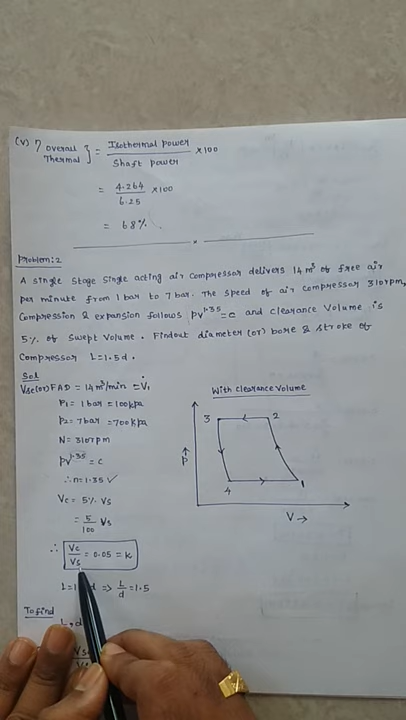 (v) η overall Thermal } = Isothermal power / Shaft power × 100
= 4.264 / 6.25 × 100
= 68%
Problem:2
A single stage single acting air compressor delivers 14 m³ of free air
per minute from 1 bar to 7 bar. The speed of air compressor 310 rpm,
Compression & expansion follows PV^1.35 = c and clearance Volume is
5% of swept volume. Findout diameter (or) bore & stroke of
Compressor L=1.5d.
Sol
Vsc(or) FAD = 14 m³/min = V̇₁
P₁ = 1 bar = 100 kpa
P₂ = 7 bar = 700 kpa
N = 310 rpm
PV^1.35 = c
∴ n = 1.35 ✓
Vc = 5% Vs
= 5/100 Vs
∴ Vc/Vs = 0.05 = k
d => L/d = 1.5
To find
L, d
With clearance Volume
3 2
↑P
4 1
V →